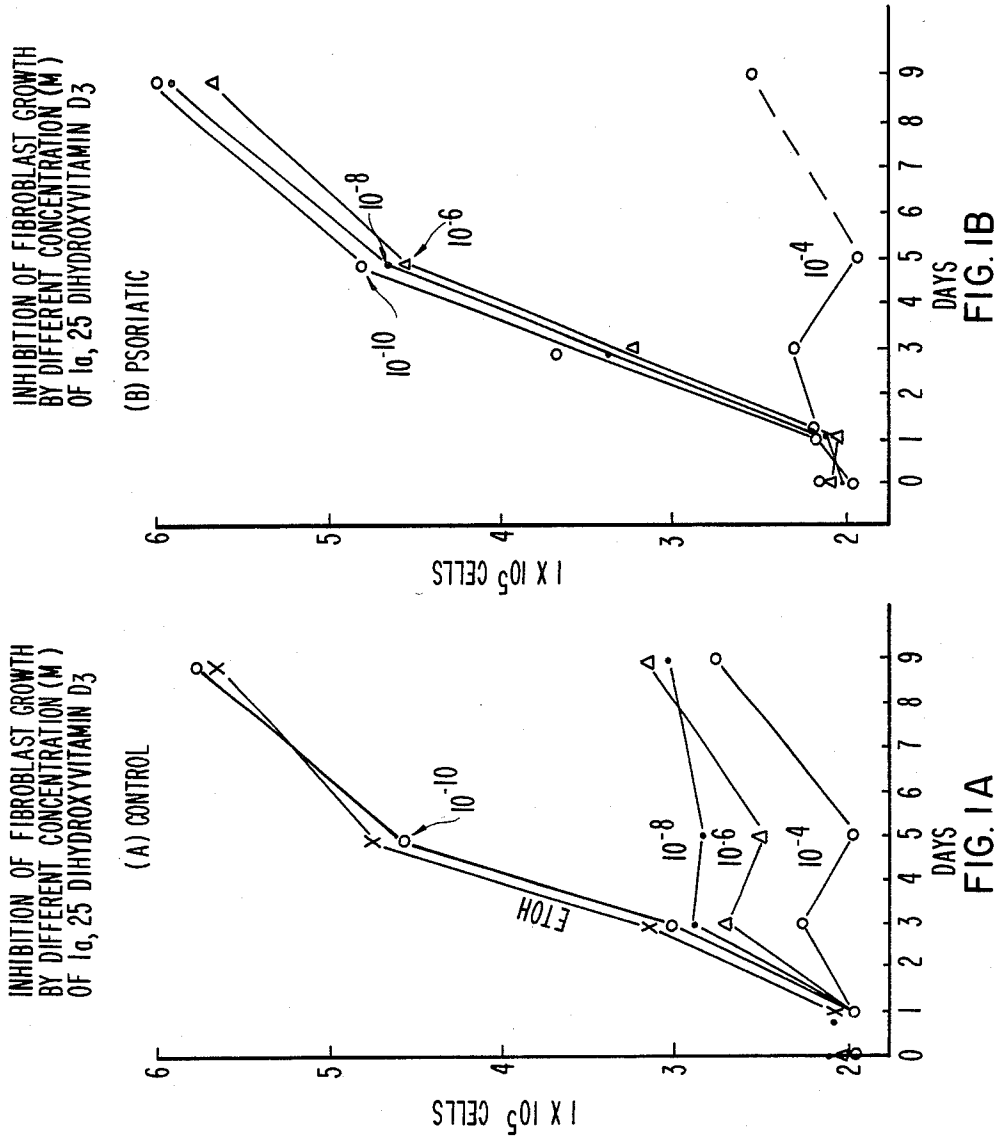 INHIBITION OF FIBROBLAST GROWTH
BY DIFFERENT CONCENTRATION (M)
OF 1a, 25 DIHYDROXYVITAMIN D3
(A) CONTROL
6
5
4
3
2
1 X 10^5 CELLS
ETOH
10^-10
10^-8
10^-6
10^-4
0 1 2 3 4 5 6 7 8 9
DAYS
FIG. 1A
INHIBITION OF FIBROBLAST GROWTH
BY DIFFERENT CONCENTRATION (M)
OF 1a, 25 DIHYDROXYVITAMIN D3
(B) PSORIATIC
6
5
4
3
2
1 X 10^5 CELLS
10^-10
10^-8
10^-6
10^-4
0 1 2 3 4 5 6 7 8 9
DAYS
FIG. 1B